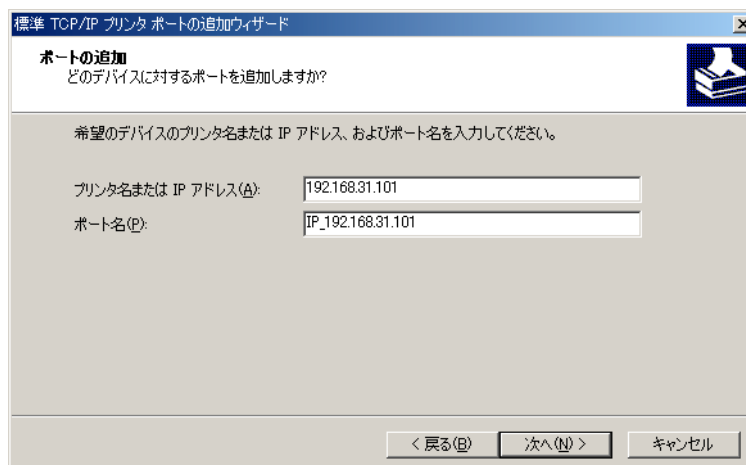 標準 TCP/IP プリンタ ポートの追加ウィザード
ポートの追加
どのデバイスに対するポートを追加しますか?
希望のデバイスのプリンタ名または IP アドレス、およびポート名を入力してください。
プリンタ名または IP アドレス(A): 192.168.31.101
ポート名(P): IP_192.168.31.101
< 戻る(B) 次へ(N) > キャンセル